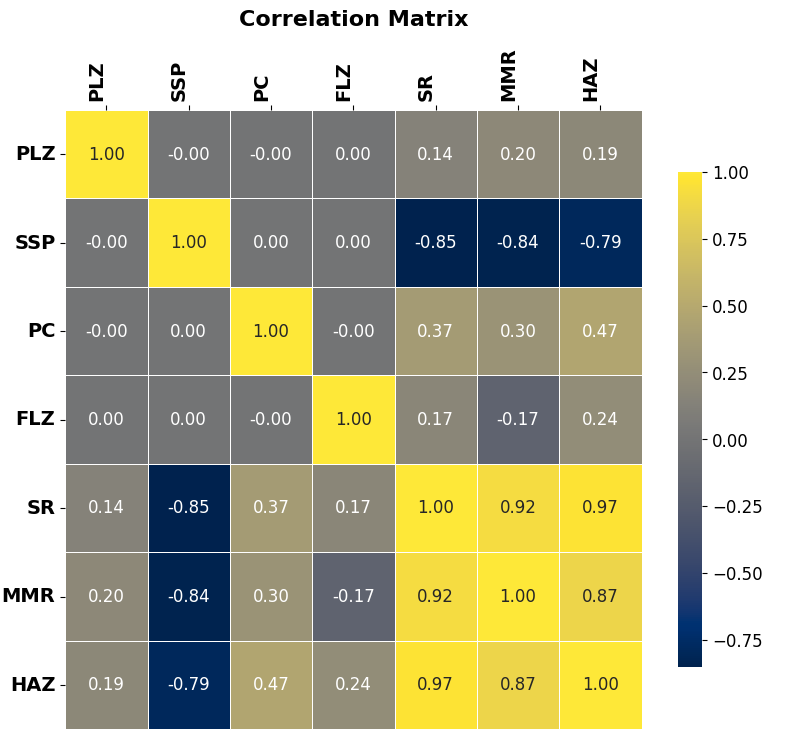 Correlation Matrix
PLZ SSP PC FLZ SR MMR HAZ
PLZ 1.00 -0.00 -0.00 0.00 0.14 0.20 0.19
SSP -0.00 1.00 0.00 0.00 -0.85 -0.84 -0.79
PC -0.00 0.00 1.00 -0.00 0.37 0.30 0.47
FLZ 0.00 0.00 -0.00 1.00 0.17 -0.17 0.24
SR 0.14 -0.85 0.37 0.17 1.00 0.92 0.97
MMR 0.20 -0.84 0.30 -0.17 0.92 1.00 0.87
HAZ 0.19 -0.79 0.47 0.24 0.97 0.87 1.00
1.00
0.75
0.50
0.25
0.00
−0.25
−0.50
−0.75